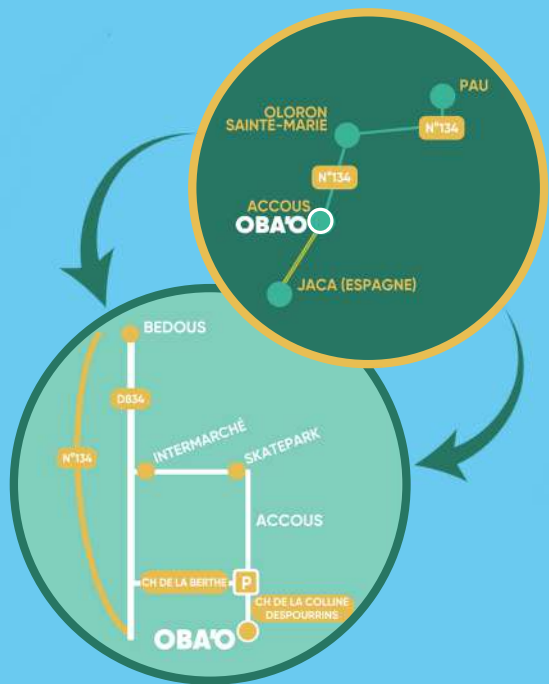 PAU
OLORON
SAINTE-MARIE
N°134
N°134
ACCOUS
OBA'O
JACA (ESPAGNE)
BEDOUS
D834
INTERMARCHÉ
SKATEPARK
N°134
ACCOUS
CH DE LA BERTHE
P
CH DE LA COLLINE
DESPOURRINS
OBA'O